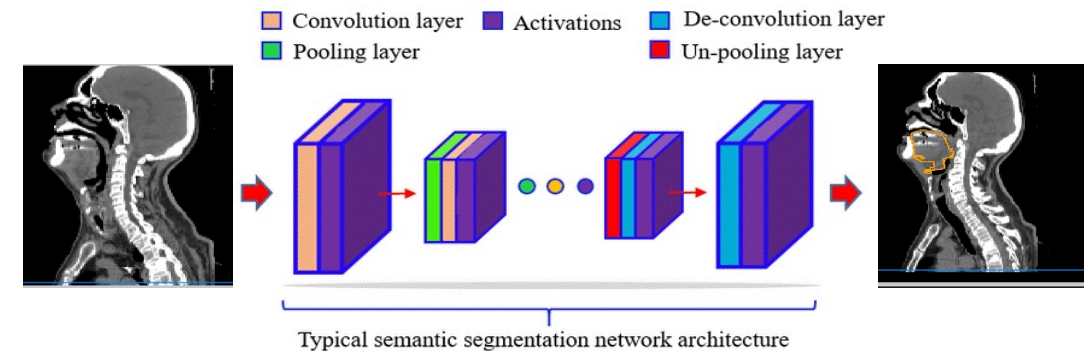 Convolution layer
Activations
De-convolution layer
Pooling layer
Un-pooling layer
Typical semantic segmentation network architecture